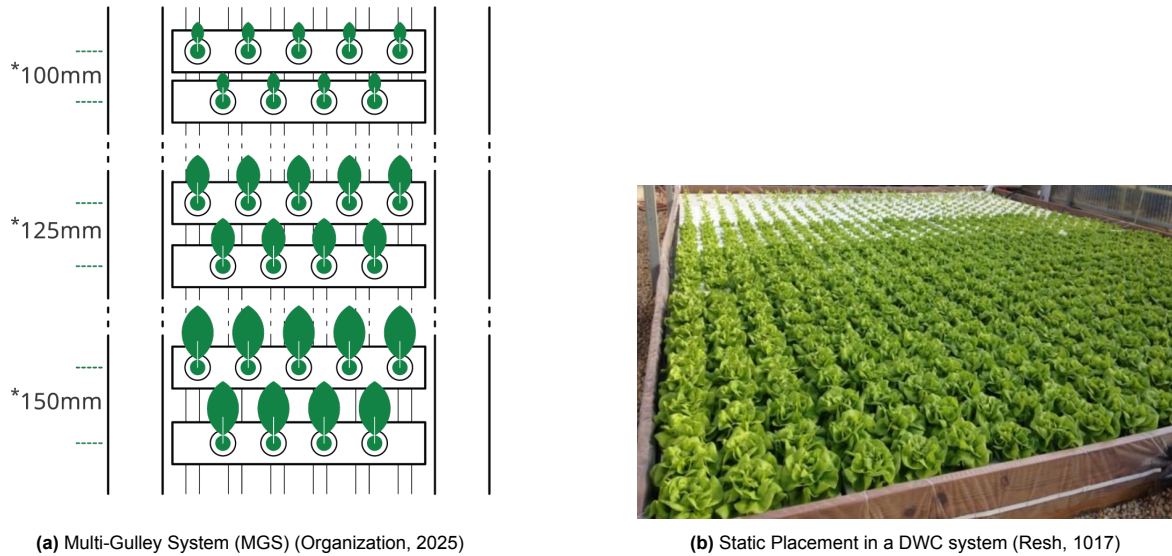 *100mm
*125mm
*150mm
(a) Multi-Gulley System (MGS) (Organization, 2025)
(b) Static Placement in a DWC system (Resh, 1017)